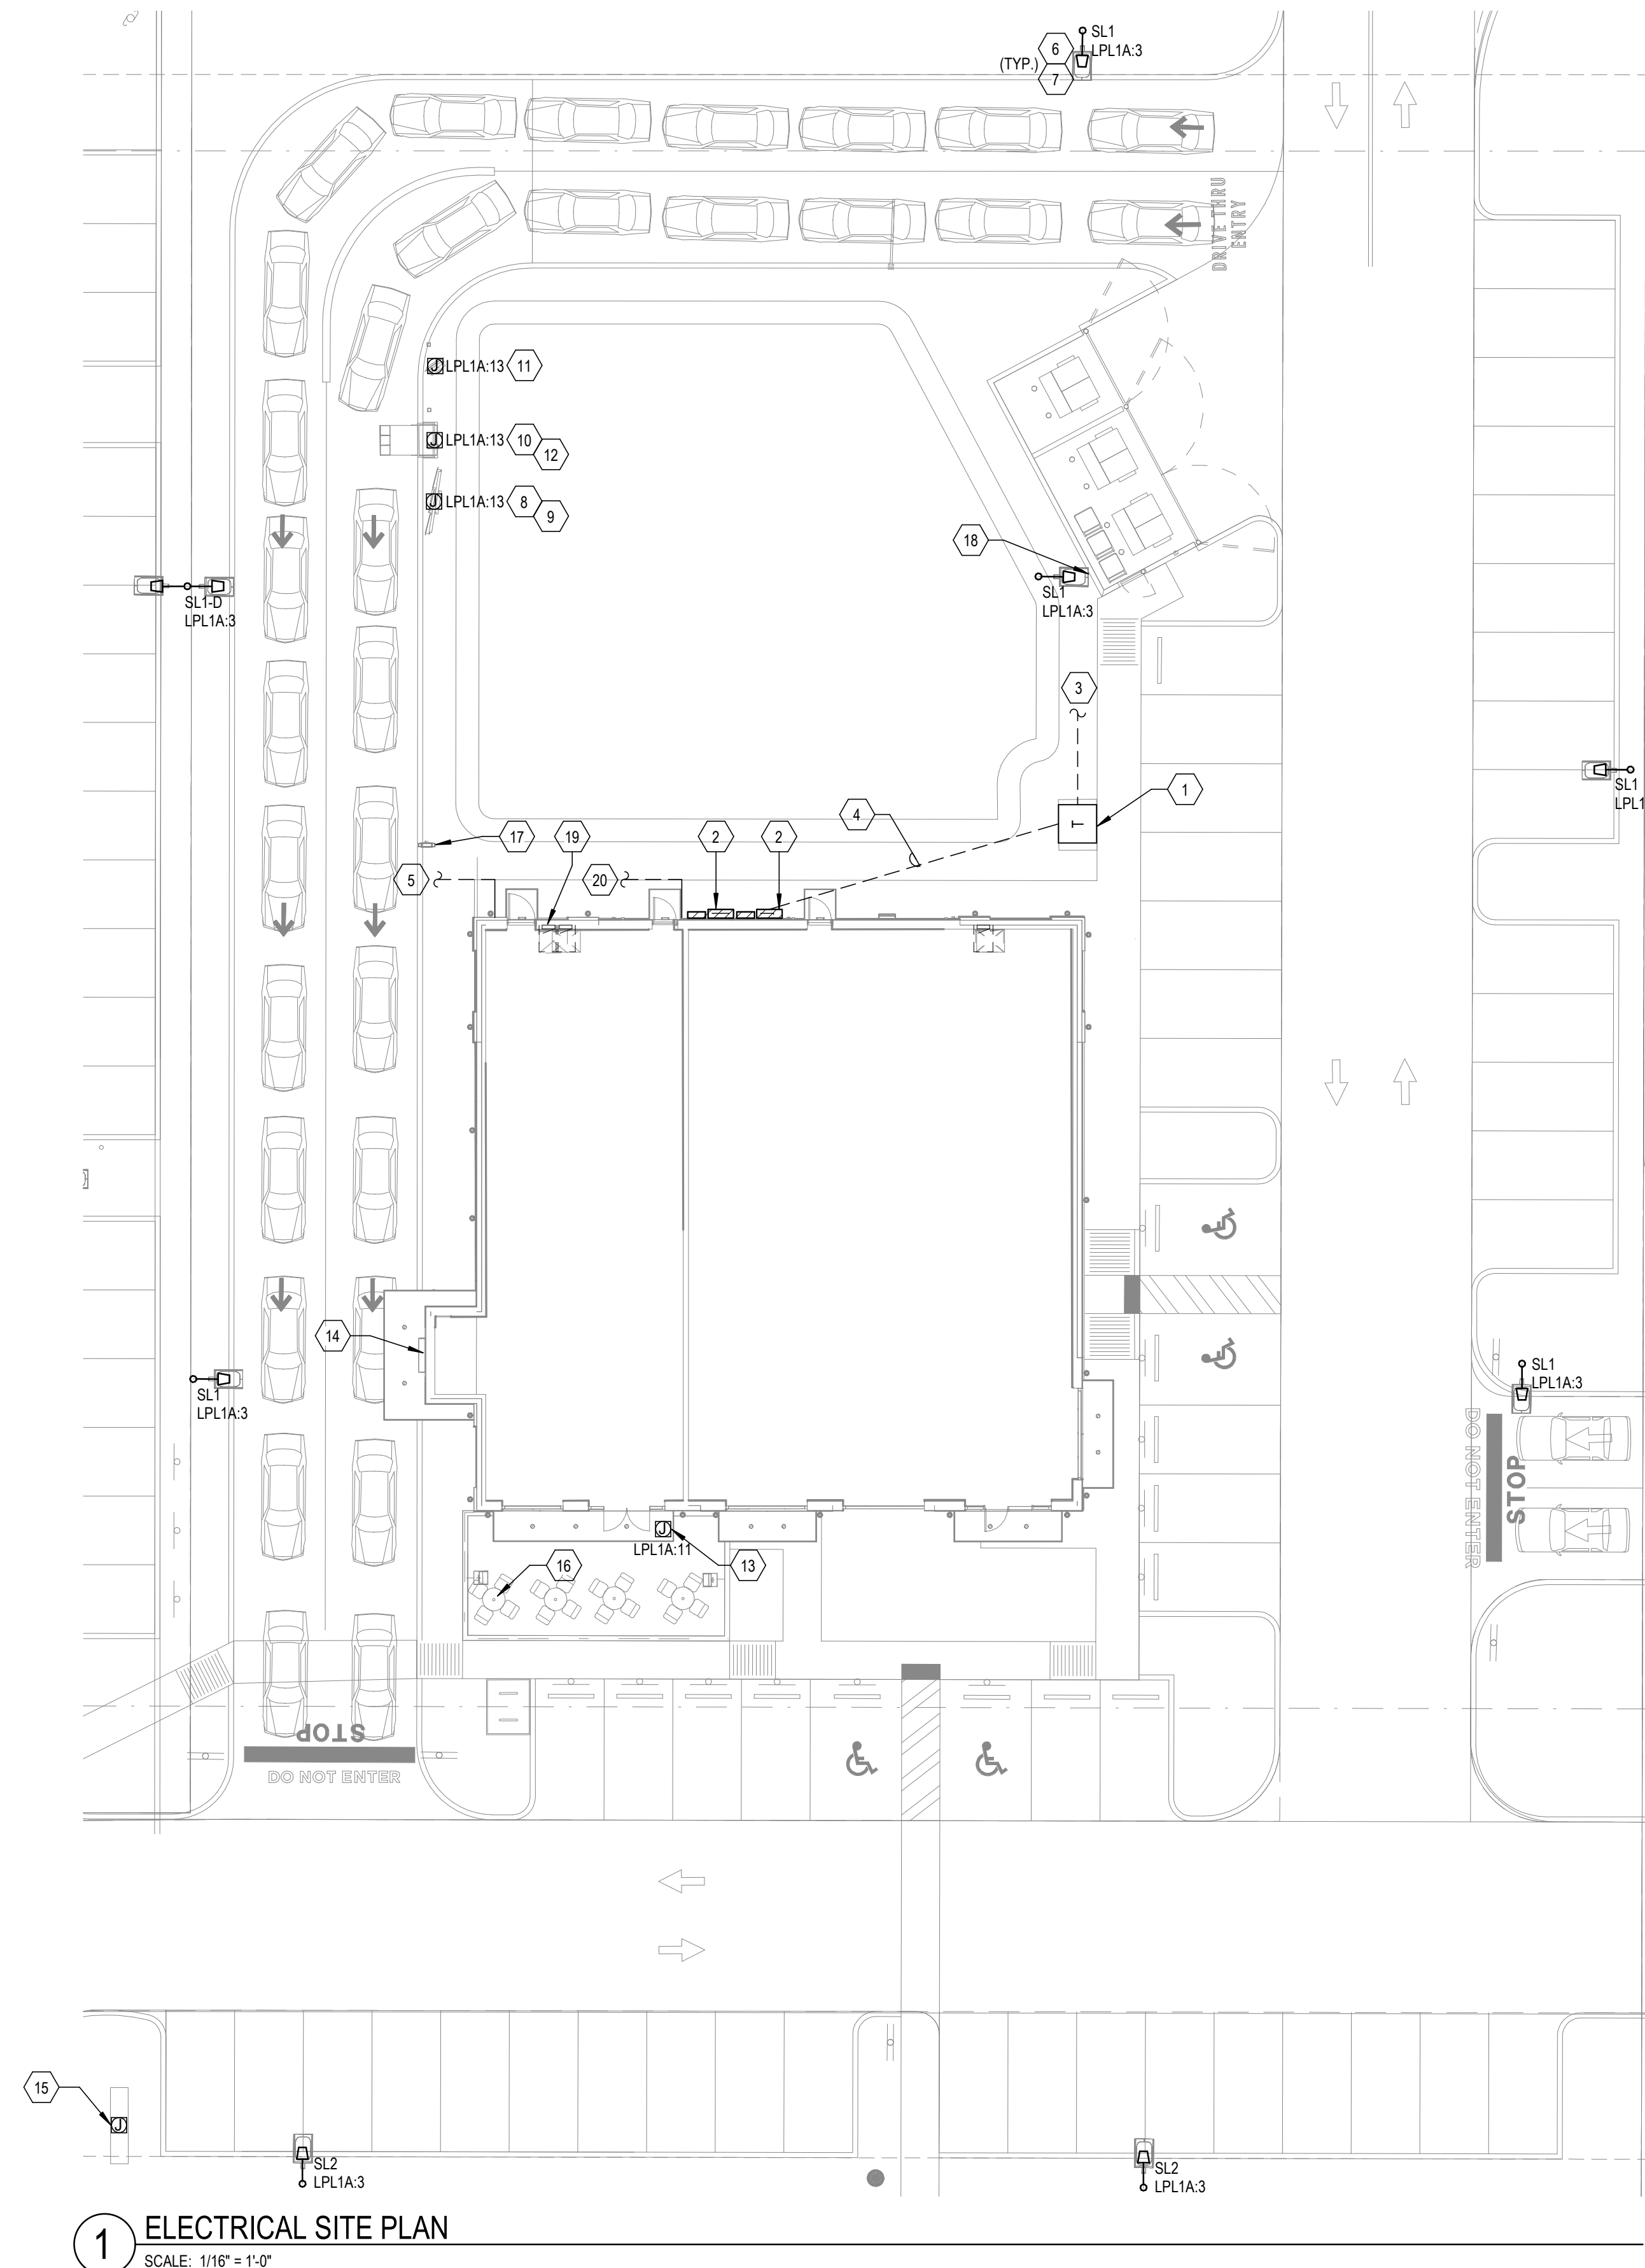 SL1
6
LPL1A:3
(TYP.)
7
DRIVE THRU
ENTRY
J LPL1A:13 11
J LPL1A:13 10
12
J LPL1A:13 8
9
18
SL1
LPL1A:3
SL1-D
LPL1A:3
3
SL1
LPL1
1
T
4
17
19
2
2
5
20
14
SL1
LPL1A:3
SL1
LPL1A:3
DO NOT ENTER
STOP
J
LPL1A:11
13
16
STOP
DO NOT ENTER
15
J
SL2
LPL1A:3
SL2
LPL1A:3
1 ELECTRICAL SITE PLAN
SCALE: 1/16" = 1'-0"